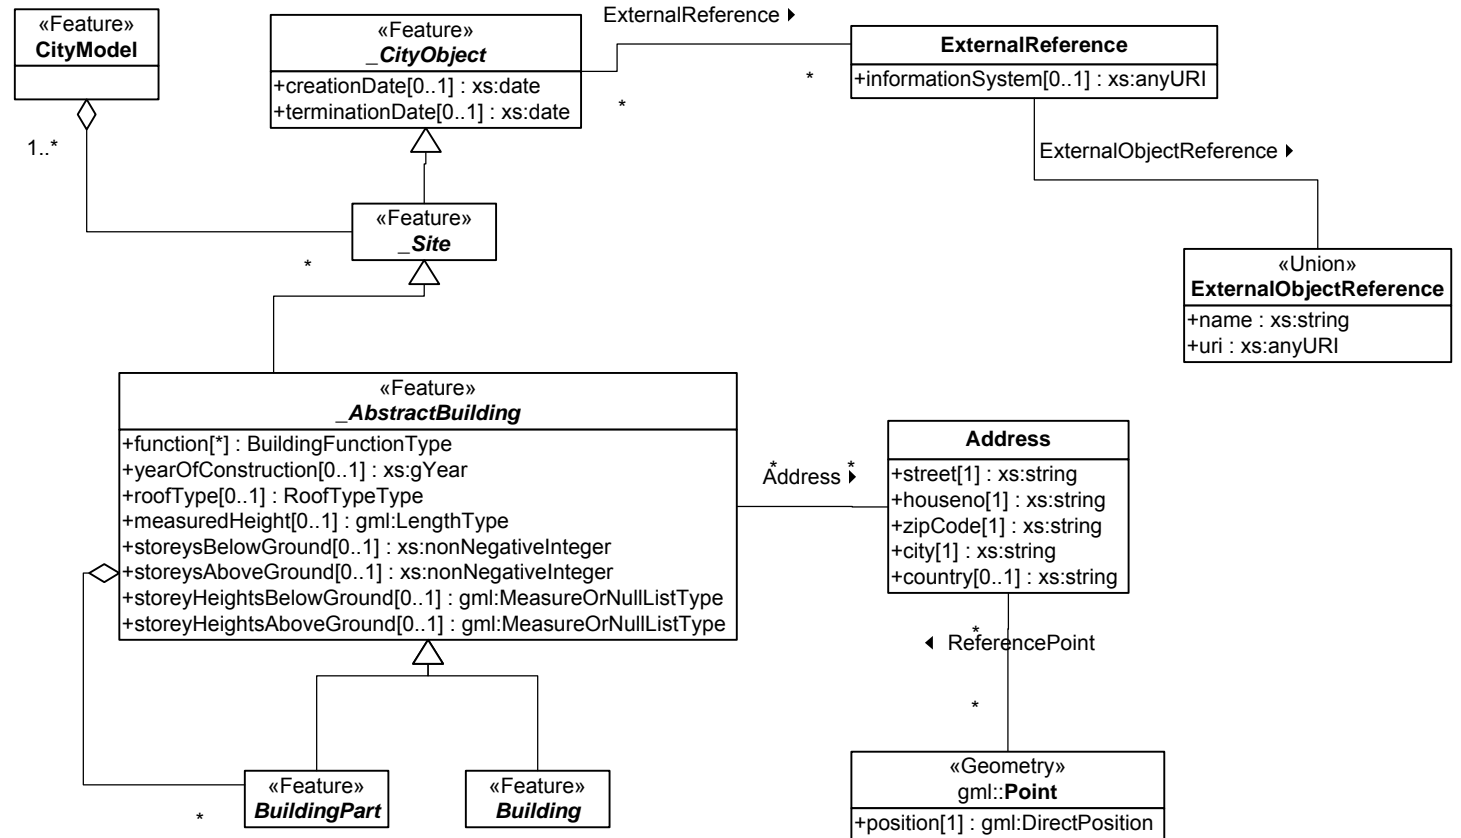 «Feature»
CityModel
1..*
«Feature»
_CityObject
+creationDate[0..1] : xs:date
+terminationDate[0..1] : xs:date
ExternalReference
*
*
ExternalReference
+informationSystem[0..1] : xs:anyURI
ExternalObjectReference
«Union»
ExternalObjectReference
+name : xs:string
+uri : xs:anyURI
«Feature»
_Site
*
«Feature»
_AbstractBuilding
+function[*] : BuildingFunctionType
+yearOfConstruction[0..1] : xs:gYear
+roofType[0..1] : RoofTypeType
+measuredHeight[0..1] : gml:LengthType
+storeysBelowGround[0..1] : xs:nonNegativeInteger
+storeysAboveGround[0..1] : xs:nonNegativeInteger
+storeyHeightsBelowGround[0..1] : gml:MeasureOrNullListType
+storeyHeightsAboveGround[0..1] : gml:MeasureOrNullListType
* *
Address
Address
+street[1] : xs:string
+houseno[1] : xs:string
+zipCode[1] : xs:string
+city[1] : xs:string
+country[0..1] : xs:string
*
ReferencePoint
*
«Feature»
BuildingPart
*
«Feature»
Building
«Geometry»
gml::Point
+position[1] : gml:DirectPosition